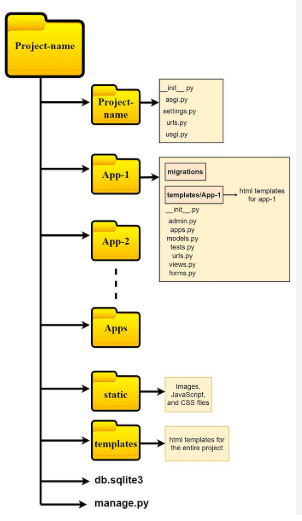 Project-name
Project-
name
__init__.py
asgi.py
settings.py
urls.py
usgi.py
App-1
migrations
templates/App-1
html templates
for app-1
__init__.py
admin.py
apps.py
models.py
tests.py
urls.py
views.py
forms.py
App-2
Apps
static
Images,
JavaScript,
and CSS files
templates
html templates for
the entire project
db.sqlite3
manage.py